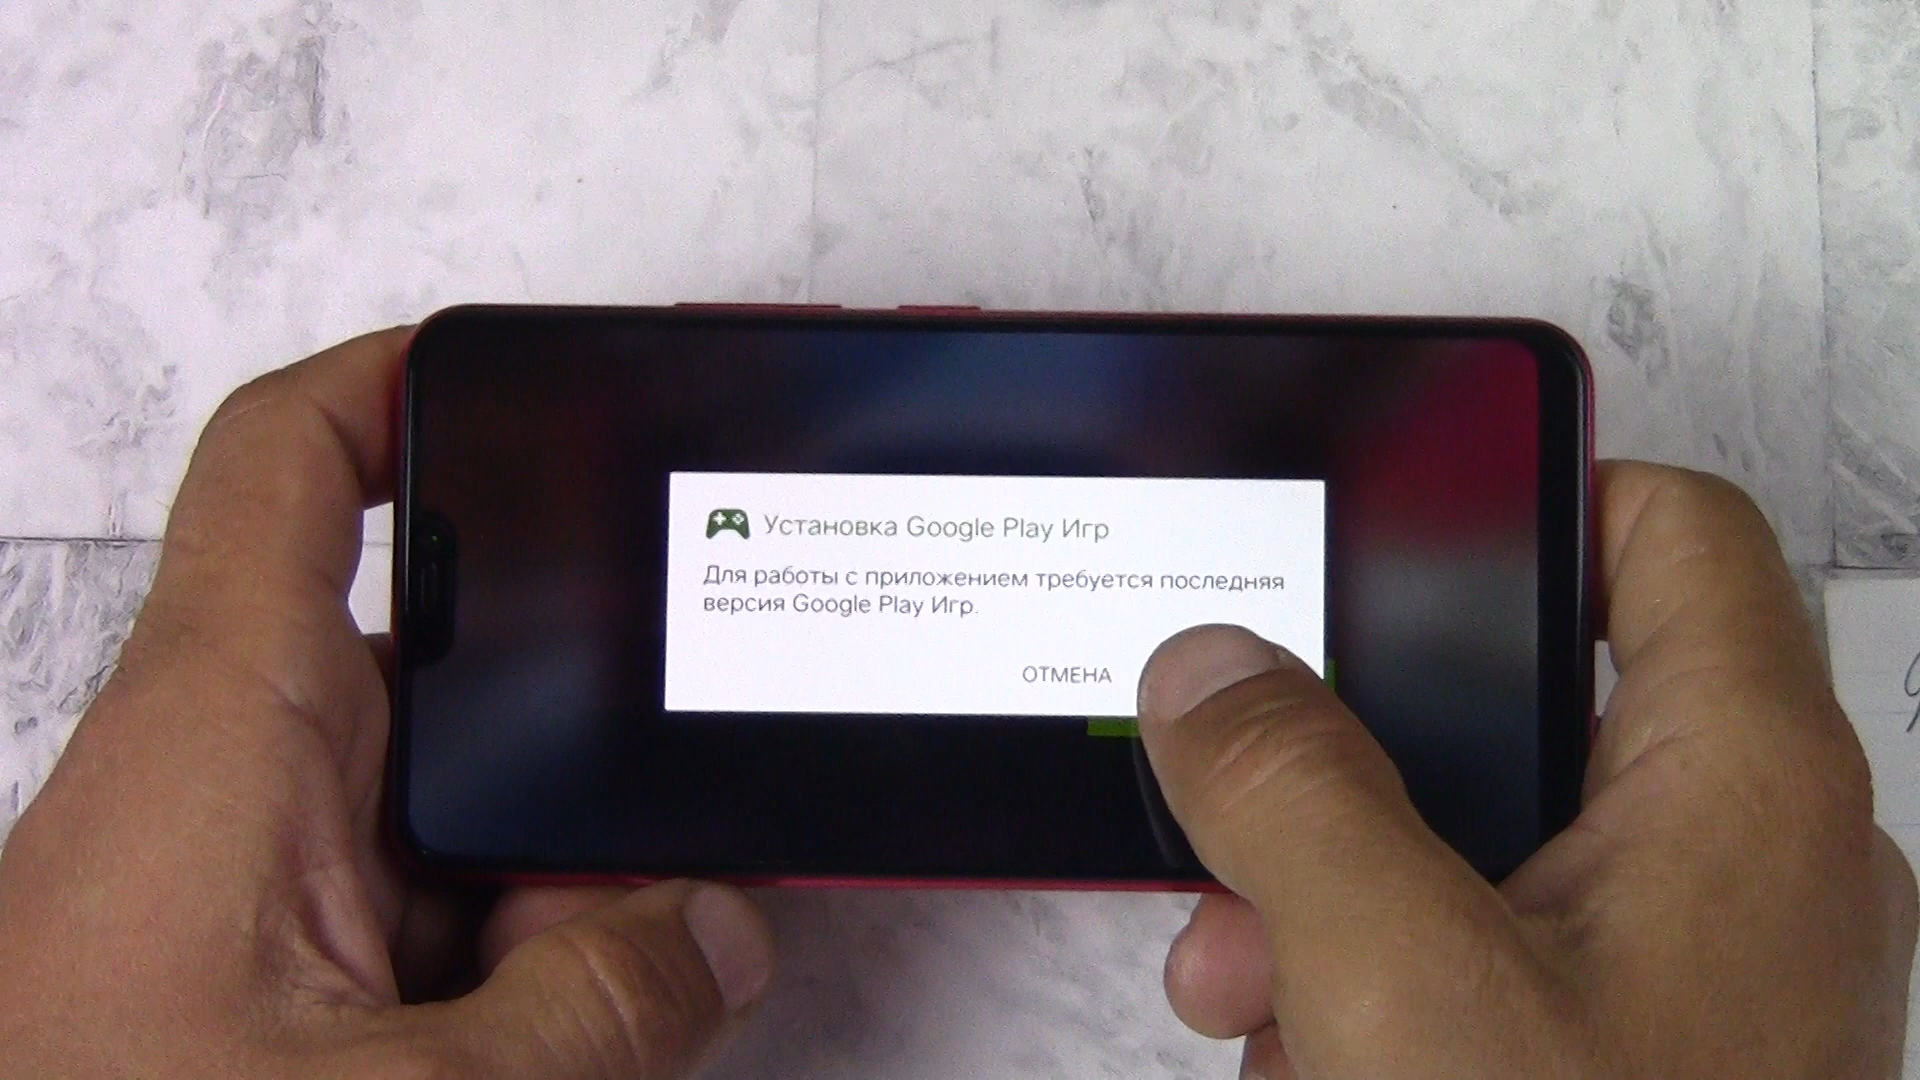 Установка Google Play Игр
Для работы с приложением требуется последняя
версия Google Play Игр.
ОТМЕНА